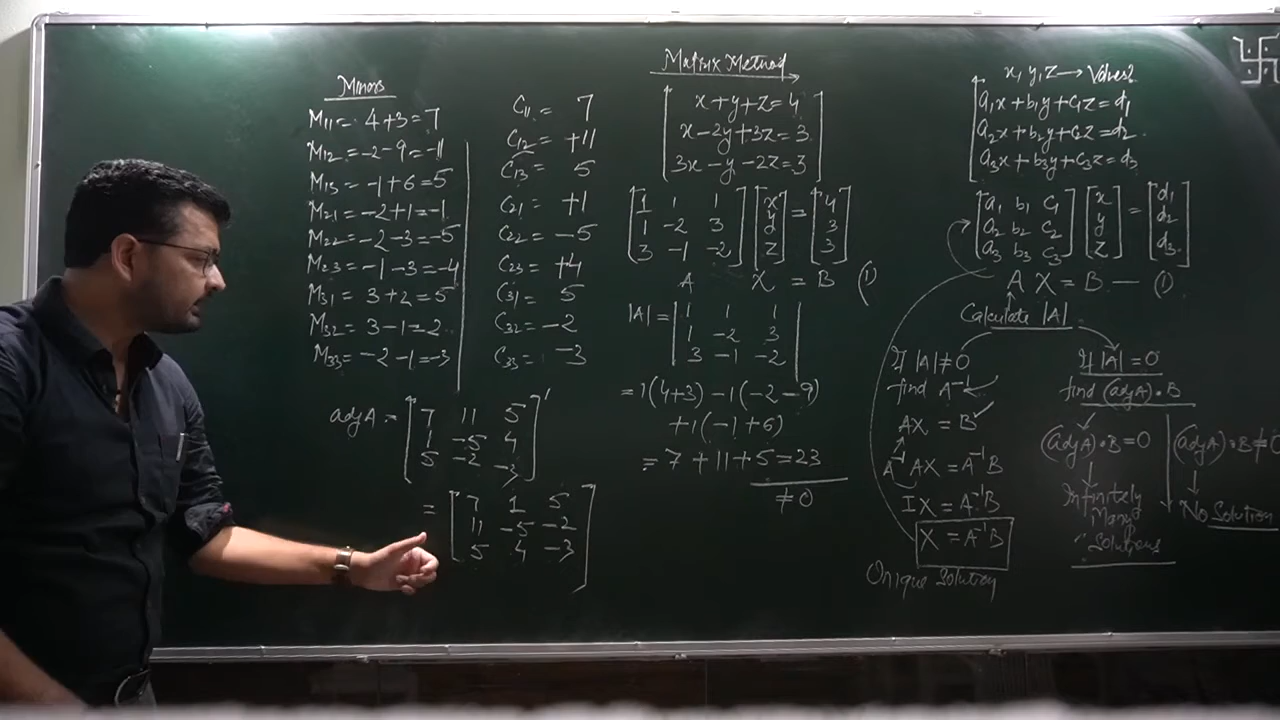 Minors
M₁₁ = 4+3 = 7
M₁₂ = -2-9 = -11
M₁₃ = -1+6 = 5
M₂₁ = -2+1 = -1
M₂₂ = -2-3 = -5
M₂₃ = -1-3 = -4
M₃₁ = 3+2 = 5
M₃₂ = 3-1 = 2
M₃₃ = -2-1 = -3
C₁₁ = 7
C₁₂ = +11
C₁₃ = 5
C₂₁ = +1
C₂₂ = -5
C₂₃ = +4
C₃₁ = 5
C₃₂ = -2
C₃₃ = -3
adj A = [7 11 5]'
1 -5 4
5 -2 -3
= [7 1 5]
11 -5 -2
5 4 -3
Matrix Method
x+y+z=4
x-2y+3z=3
3x-y-2z=3
[1 1 1] [x] = [4]
1 -2 3 y 3
3 -1 -2 z 3
A X = B (1)
|A| = |1 1 1|
1 -2 3
3 -1 -2
= 1(4+3) -1(-2-9)
+1(-1+6)
= 7+11+5 = 23
≠0
x, y, z → Values?
a₁x+b₁y+c₁z=d₁
a₂x+b₂y+c₂z=d₂
a₃x+b₃y+c₃z=d₃
[a₁ b₁ c₁] [x] = [d₁]
a₂ b₂ c₂ y d₂
a₃ b₃ c₃ z d₃
A X = B — (1)
Calculate |A|
If |A|≠0
find A⁻¹
AX = B
A⁻¹AX = A⁻¹B
IX = A⁻¹B
X = A⁻¹B
Unique Solution
If |A| = 0
find (adj A)·B
(adj A)·B=0
Infinitely
Many
Solutions
(adj A)·B≠0
No Solution